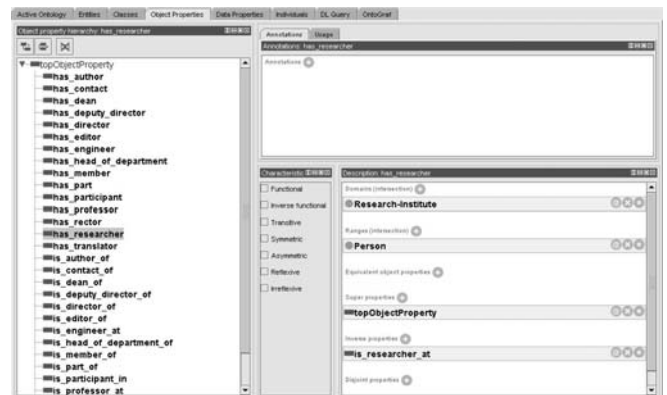 Active Ontology Entities Classes Object Properties Data Properties Individuals DL Query OntoGraf
Object property hierarchy: has_researcher
topObjectProperty
has_author
has_contact
has_dean
has_deputy_director
has_director
has_editor
has_engineer
has_head_of_department
has_member
has_part
has_participant
has_professor
has_rector
has_researcher
has_translator
is_author_of
is_contact_of
is_dean_of
is_deputy_director_of
is_director_of
is_editor_of
is_engineer_at
is_head_of_department_of
is_member_of
is_part_of
is_participant_in
is_professor_at
Annotations Usage
Annotations: has_researcher
Annotations
Characteristic
Functional
Inverse functional
Transitive
Symmetric
Asymmetric
Reflexive
Irreflexive
Description: has_researcher
Domains (intersection)
Research-Institute
Ranges (intersection)
Person
Equivalent object properties
Super properties
topObjectProperty
Inverse properties
is_researcher_at
Disjoint properties